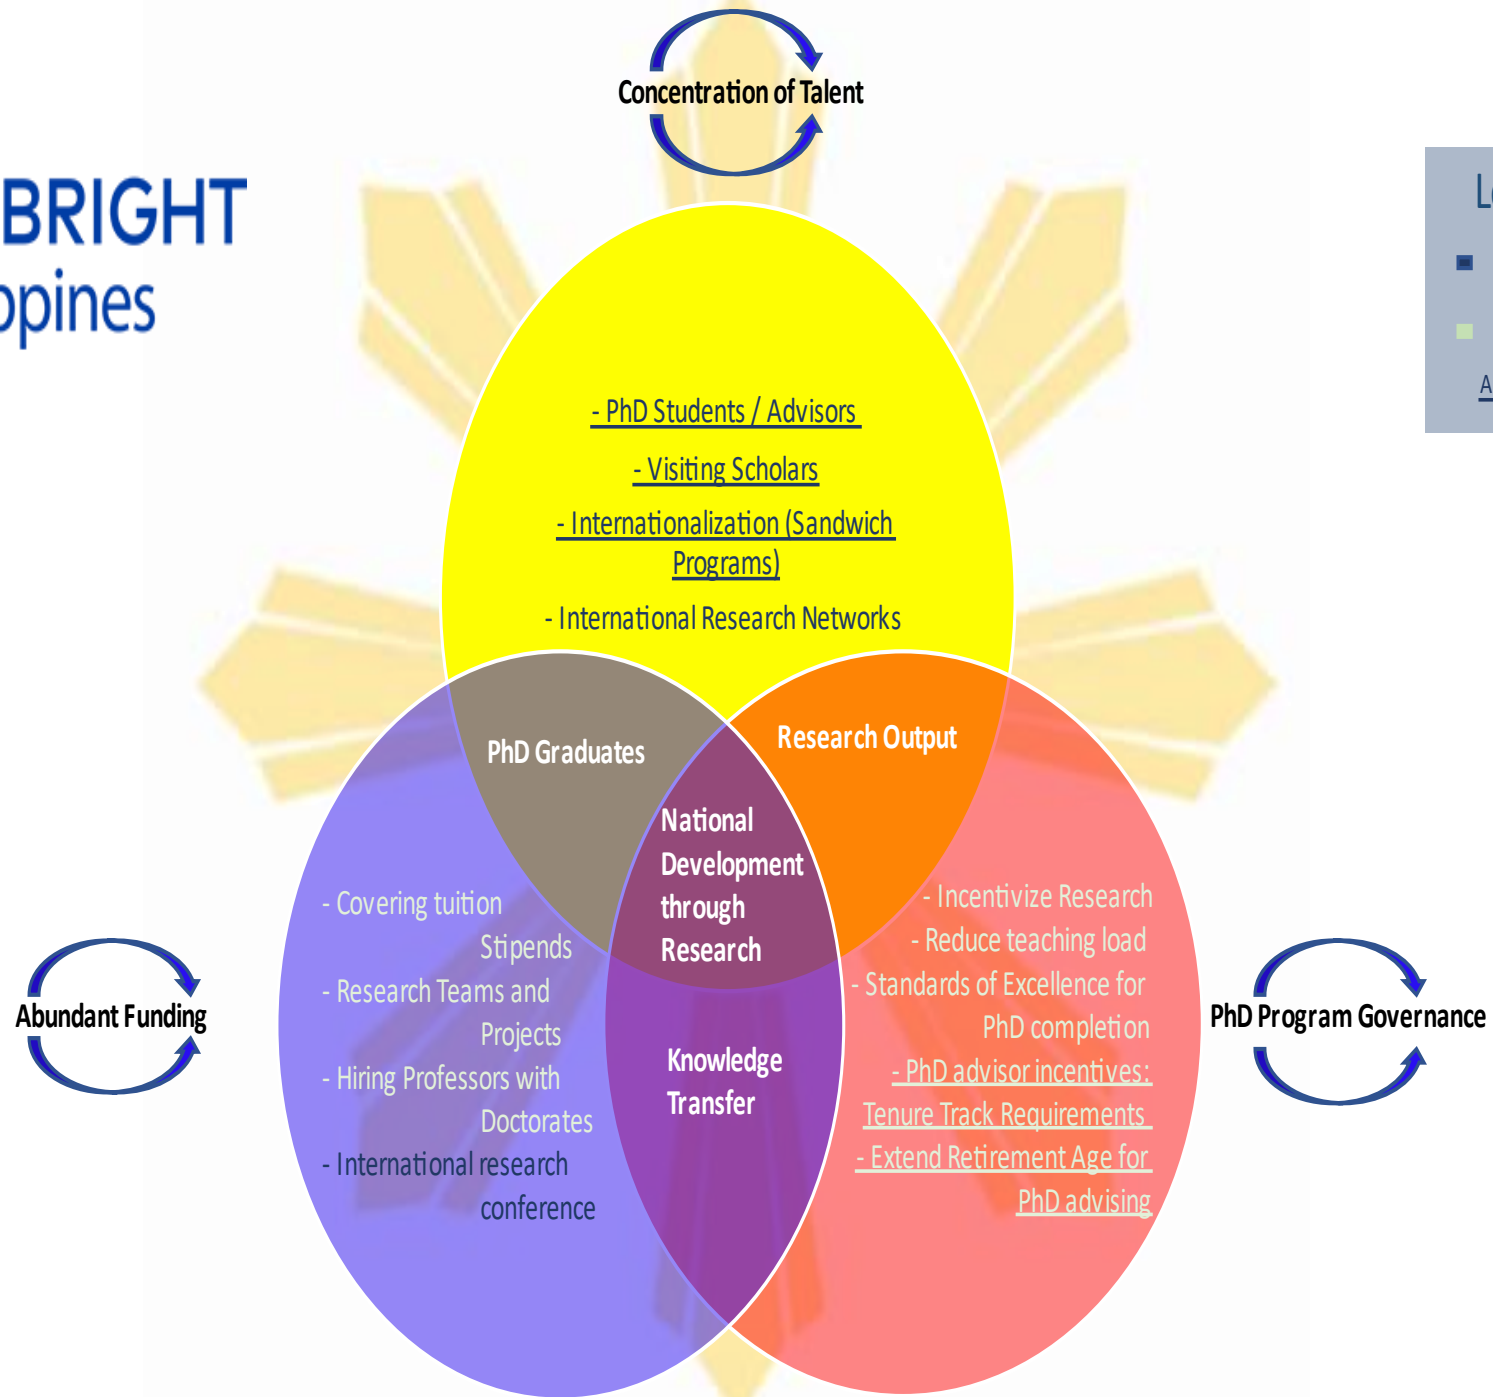 Concentration of Talent
BRIGHT
- PhD Students / Advisors
- Visiting Scholars
- Internationalization (Sandwich
Programs)
- International Research Networks
PhD Graduates
Research Output
National
Development
through
Research
- Covering tuition
Stipends
- Research Teams and
Projects
- Hiring Professors with
Doctorates
- International research
conference
Abundant Funding
Knowledge
Transfer
- Incentivize Research
- Reduce teaching load
- Standards of Excellence for
PhD completion
- PhD advisor incentives:
Tenure Track Requirements
- Extend Retirement Age for
PhD advising
PhD Program Governance